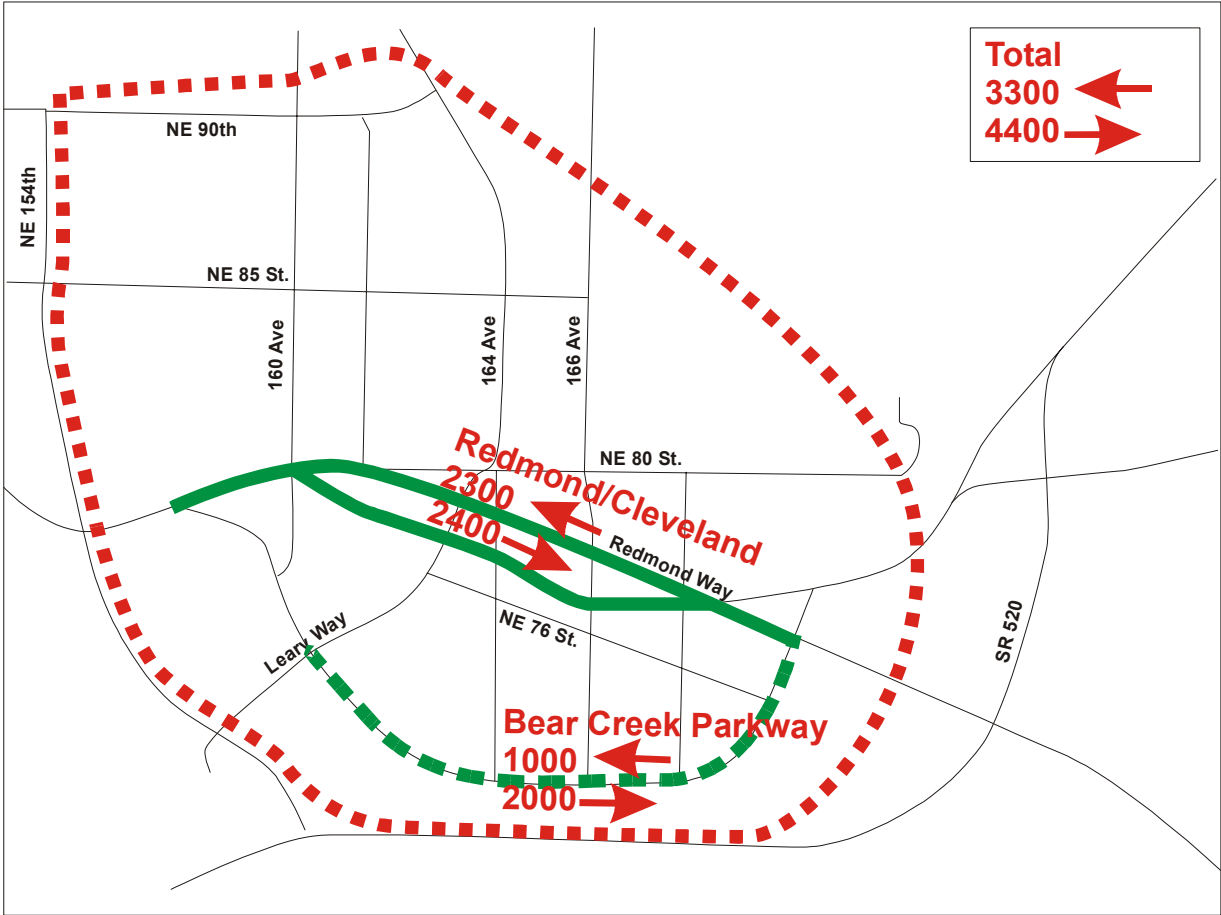 Total
3300
4400
NE 90th
NE 154th
NE 85 St.
160 Ave
164 Ave
166 Ave
NE 80 St.
Redmond/Cleveland
2300
2400
Redmond Way
NE 76 St.
Leary Way
SR 520
Bear Creek Parkway
1000
2000